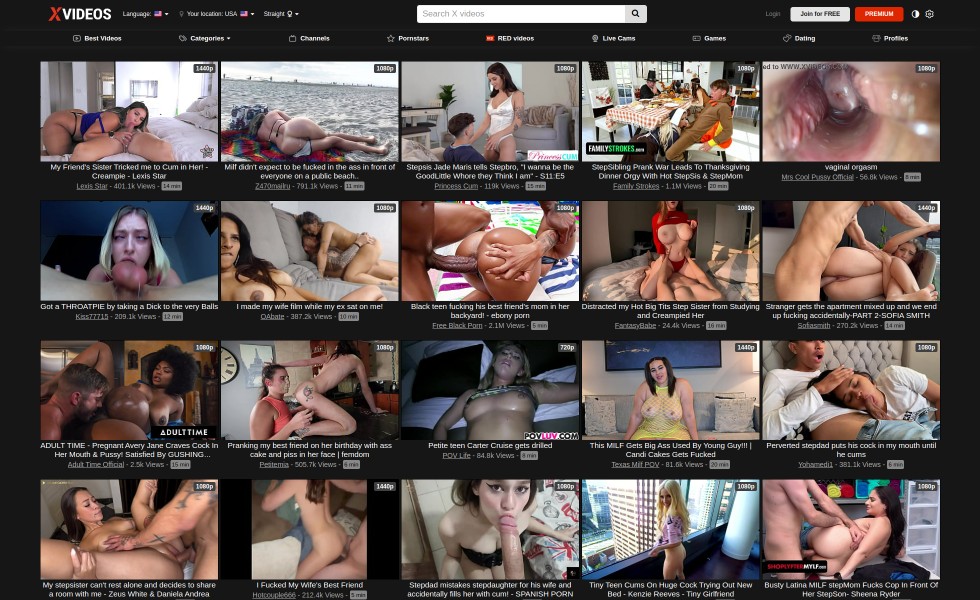 XVIDEOS
Language:
Your location: USA
Straight
Search X videos
Login
Join for FREE
PREMIUM
Best Videos
Categories
Channels
Pornstars
RED videos
Live Cams
Games
Dating
Profiles
1440p
1080p
1080p
1080p
FAMILYSTROKES.com
My Friend's Sister Tricked me to Cum in Her! -
Creampie - Lexis Star
Lexis Star - 401.1k Views - 14 min
Milf didn't expect to be fucked in the ass in front of
everyone on a public beach..
Z470mailru - 791.1k Views - 11 min
Stepsis Jade Maris tells Stepbro, "I wanna be the
GoodLittle Whore they Think I am" - S11:E5
Princess Cum - 119k Views - 15 min
StepSibling Prank War Leads To Thanksgiving
Dinner Orgy With Hot StepSis & StepMom
Family Strokes - 1.1M Views - 20 min
vaginal orgasm
Mrs Cool Pussy Official - 56.8k Views - 8 min
1440p
1080p
1080p
1080p
1440p
Got a THROATPIE by taking a Dick to the very Balls
Kiss77715 - 209.1k Views - 12 min
I made my wife film while my ex sat on me!
OAbate - 387.2k Views - 10 min
Black teen fucking his best friend's mom in her
backyard! - ebony porn
Free Black Porn - 2.1M Views - 5 min
Distracted my Hot Big Tits Step Sister from Studying
and Creampied Her
FantasyBabe - 24.4k Views - 16 min
Stranger gets the apartment mixed up and we end
up fucking accidentally-PART 2-SOFIA SMITH
Sofiasmith - 270.2k Views - 14 min
1080p
1080p
720p
1440p
1080p
ADULT TIME
POVLUV.COM
ADULT TIME - Pregnant Avery Jane Craves Cock In
Her Mouth & Pussy! Satisfied By GUSHING...
Adult Time Official - 2.5k Views - 15 min
Pranking my best friend on her birthday with ass
cake and piss in her face | femdom
Petitemia - 505.7k Views - 6 min
Petite teen Carter Cruise gets drilled
POV Life - 84.8k Views - 8 min
This MILF Gets Big Ass Used By Young Guy!!! |
Candi Cakes Gets Fucked
Texas Milf POV - 81.6k Views - 20 min
Perverted stepdad puts his cock in my mouth until
he cums
Yohamedi1 - 381.1k Views - 6 min
1080p
1440p
1080p
1080p
1080p
SHOPLYFTERMYLF.com
My stepsister can't rest alone and decides to share
a room with me - Zeus White & Daniela Andrea
I Fucked My Wife's Best Friend
Hotcouple666 - 212.4k Views - 5 min
Stepdad mistakes stepdaughter for his wife and
accidentally fills her with cum! - SPANISH PORN
Tiny Teen Cums On Huge Cock Trying Out New
Bed - Kenzie Reeves - Tiny Girlfriend
Busty Latina MILF stepMom Fucks Cop In Front Of
Her StepSon- Sheena Ryder